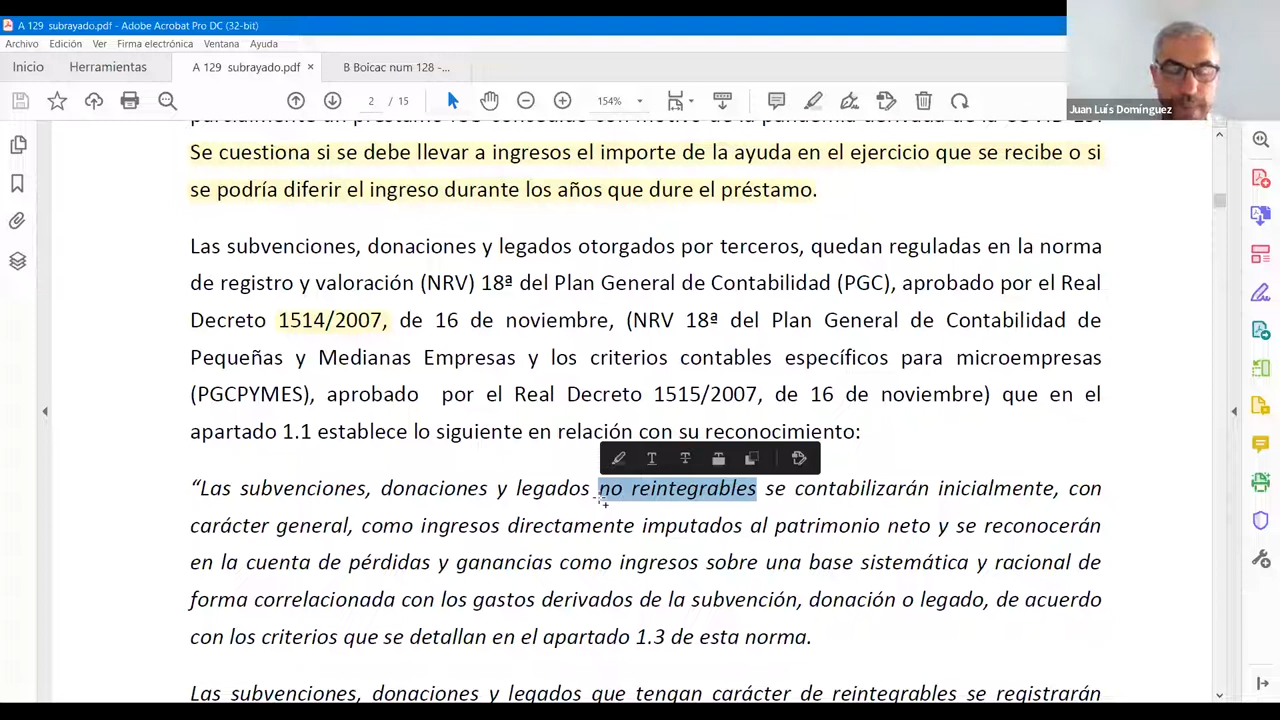 A 129 subrayado.pdf - Adobe Acrobat Pro DC (32-bit)
Archivo Edición Ver Firma electrónica Ventana Ayuda
Inicio Herramientas A 129 subrayado.pdf × B Boicac num 128 -...
2 / 15 154%
Juan Luís Domínguez
Se cuestiona si se debe llevar a ingresos el importe de la ayuda en el ejercicio que se recibe o si
se podría diferir el ingreso durante los años que dure el préstamo.
Las subvenciones, donaciones y legados otorgados por terceros, quedan reguladas en la norma
de registro y valoración (NRV) 18ª del Plan General de Contabilidad (PGC), aprobado por el Real
Decreto 1514/2007, de 16 de noviembre, (NRV 18ª del Plan General de Contabilidad de
Pequeñas y Medianas Empresas y los criterios contables específicos para microempresas
(PGCPYMES), aprobado por el Real Decreto 1515/2007, de 16 de noviembre) que en el
apartado 1.1 establece lo siguiente en relación con su reconocimiento:
“Las subvenciones, donaciones y legados no reintegrables se contabilizarán inicialmente, con
carácter general, como ingresos directamente imputados al patrimonio neto y se reconocerán
en la cuenta de pérdidas y ganancias como ingresos sobre una base sistemática y racional de
forma correlacionada con los gastos derivados de la subvención, donación o legado, de acuerdo
con los criterios que se detallan en el apartado 1.3 de esta norma.
Las subvenciones, donaciones y legados que tengan carácter de reintegrables se registrarán